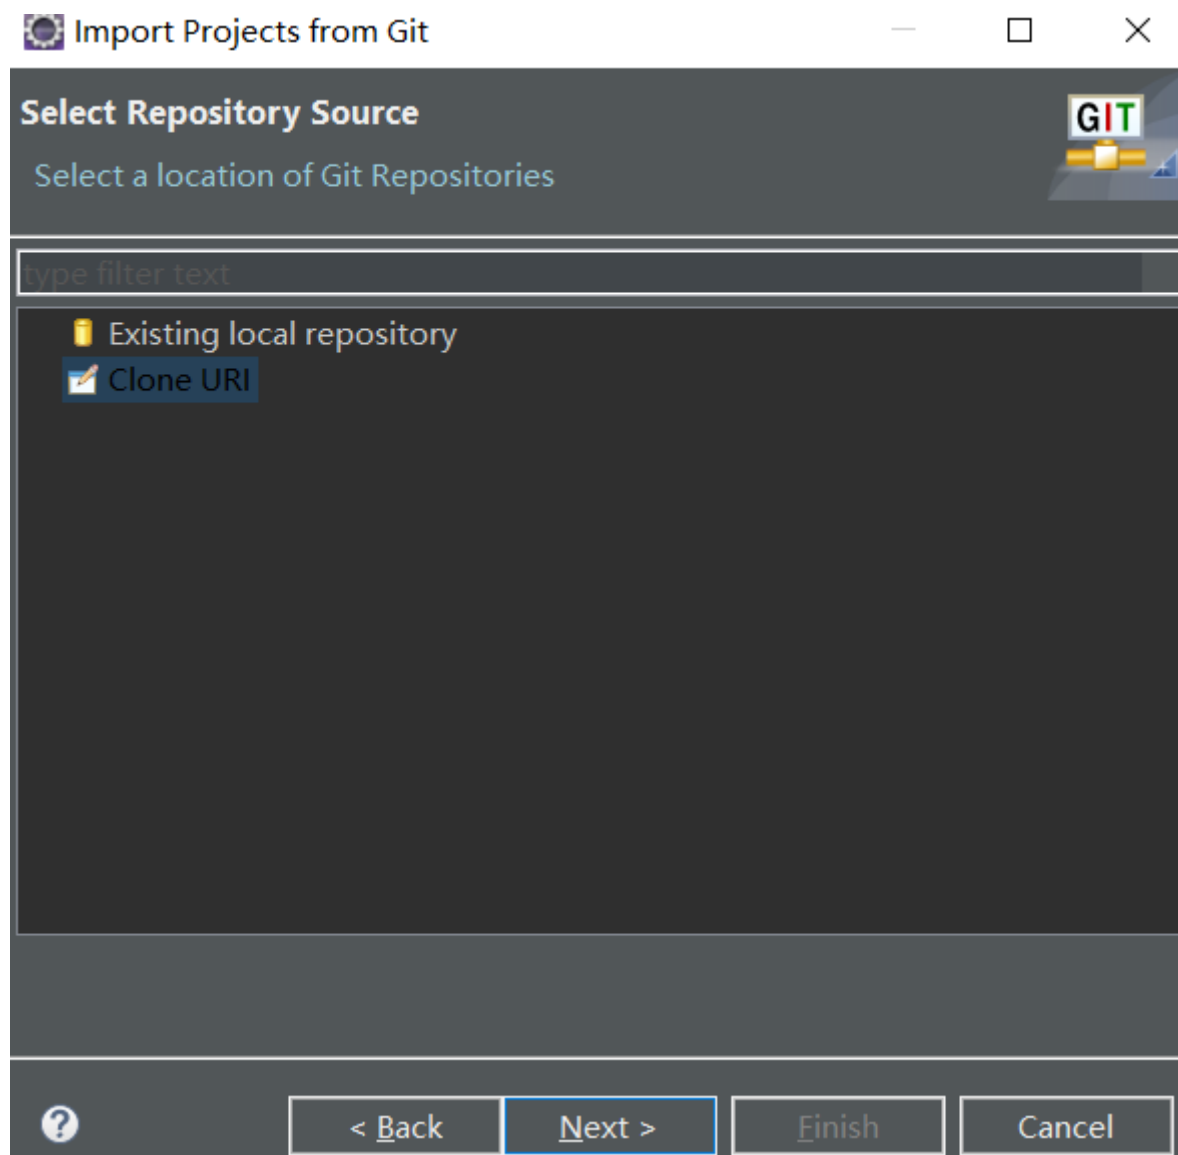 Import Projects from Git
Select Repository Source
GIT
Select a location of Git Repositories
type filter text
Existing local repository
Clone URI
?
< Back
Next >
Finish
Cancel